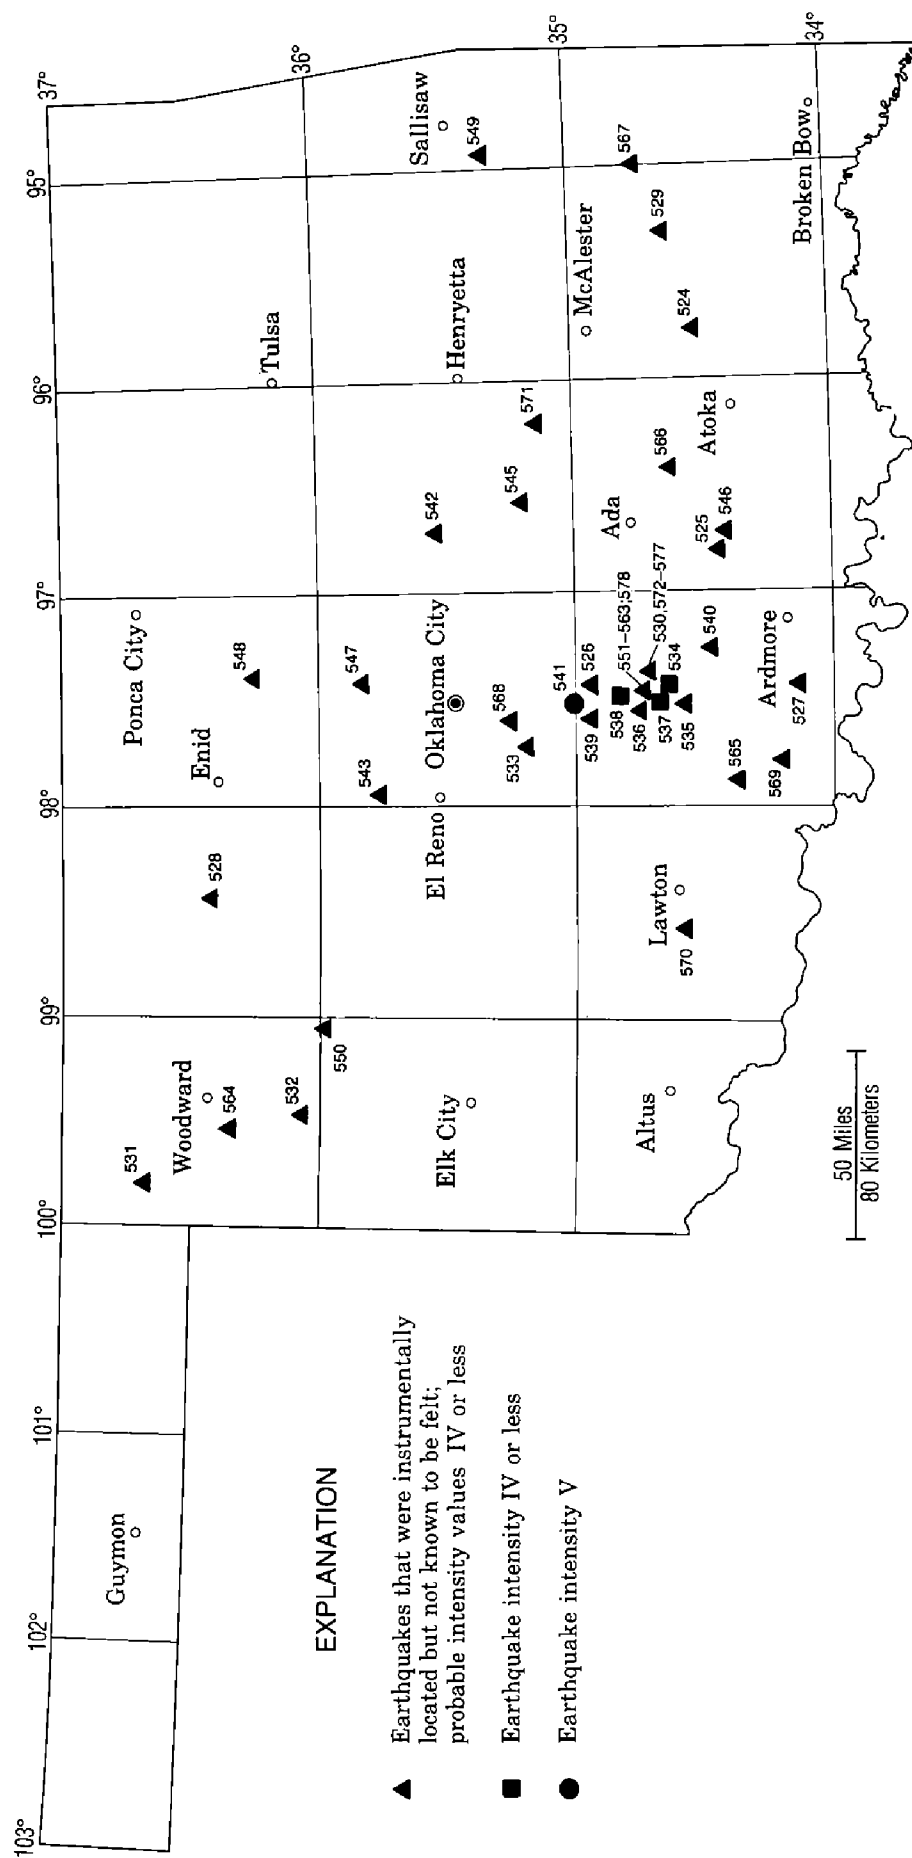 103°
102°
101°
100°
99°
98°
97°
96°
95°
37°
36°
35°
34°
Guymon
531
Woodward
564
532
550
528
Enid
Ponca City
548
547
543
Tulsa
Elk City
El Reno
Oklahoma City
533
568
542
545
571
Henryetta
Sallisaw
549
Altus
Lawton
570
541
539
526
538
536
537
535
534
551–563;578
530,572–577
540
Ada
566
525
546
Atoka
McAlester
524
529
567
565
569
Ardmore
527
Broken Bow
EXPLANATION
Earthquakes that were instrumentally
located but not known to be felt;
probable intensity values IV or less
Earthquake intensity IV or less
Earthquake intensity V
50 Miles
80 Kilometers